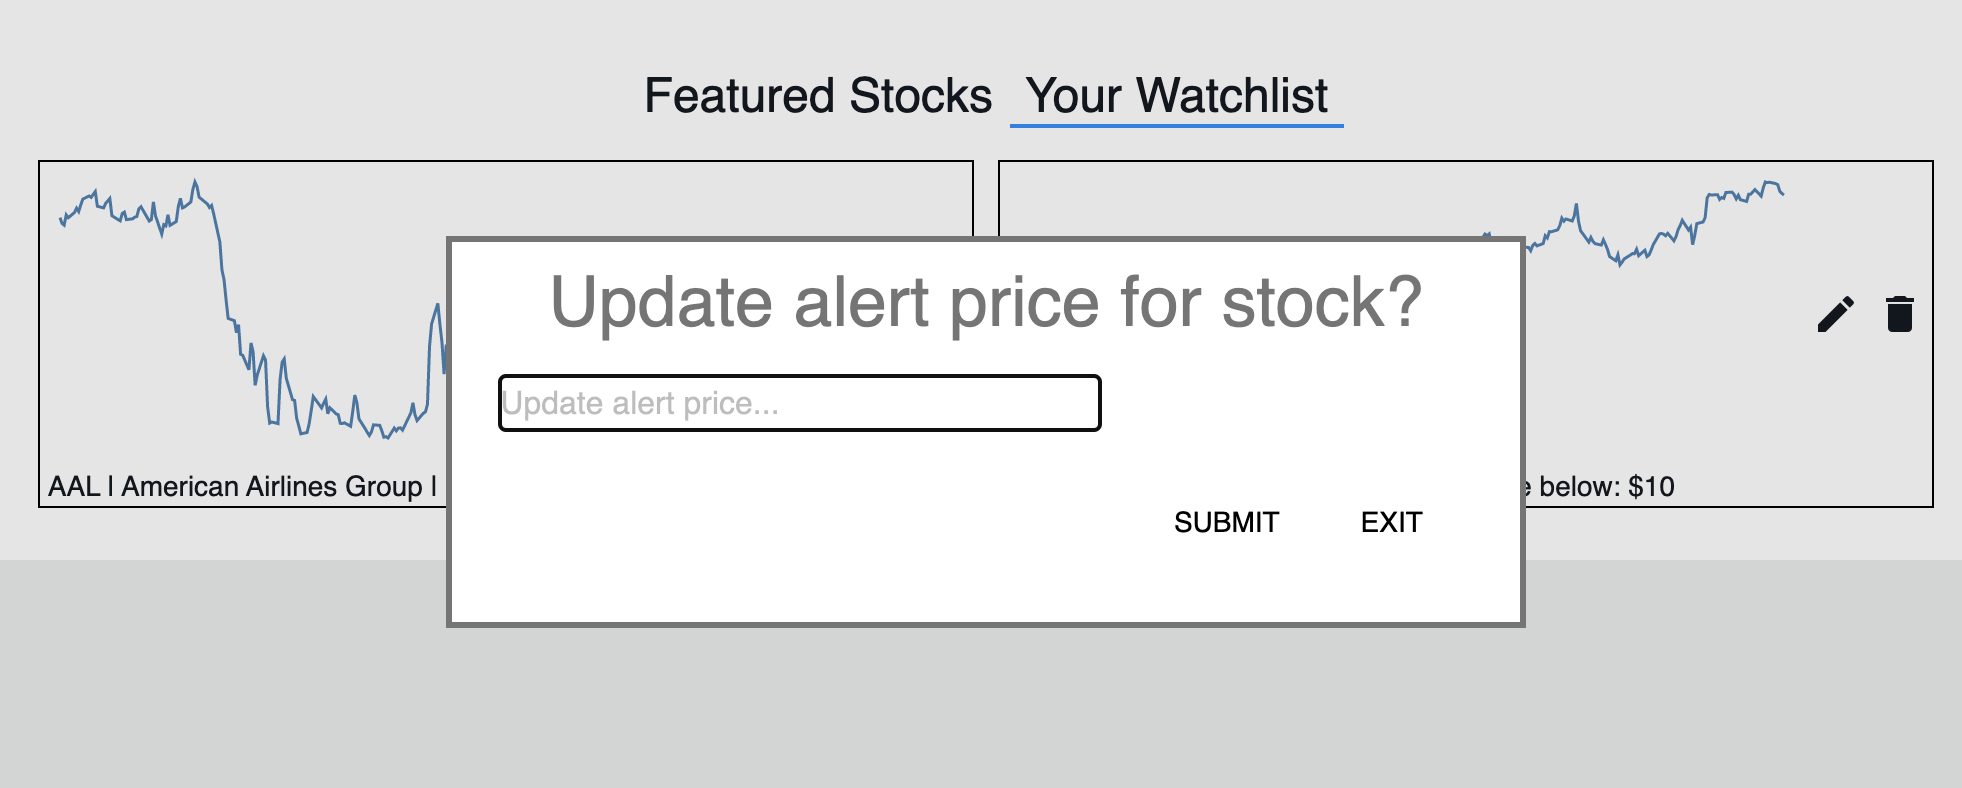 Featured Stocks Your Watchlist
Update alert price for stock?
Update alert price...
AAL | American Airlines Group |
below: $10
SUBMIT EXIT